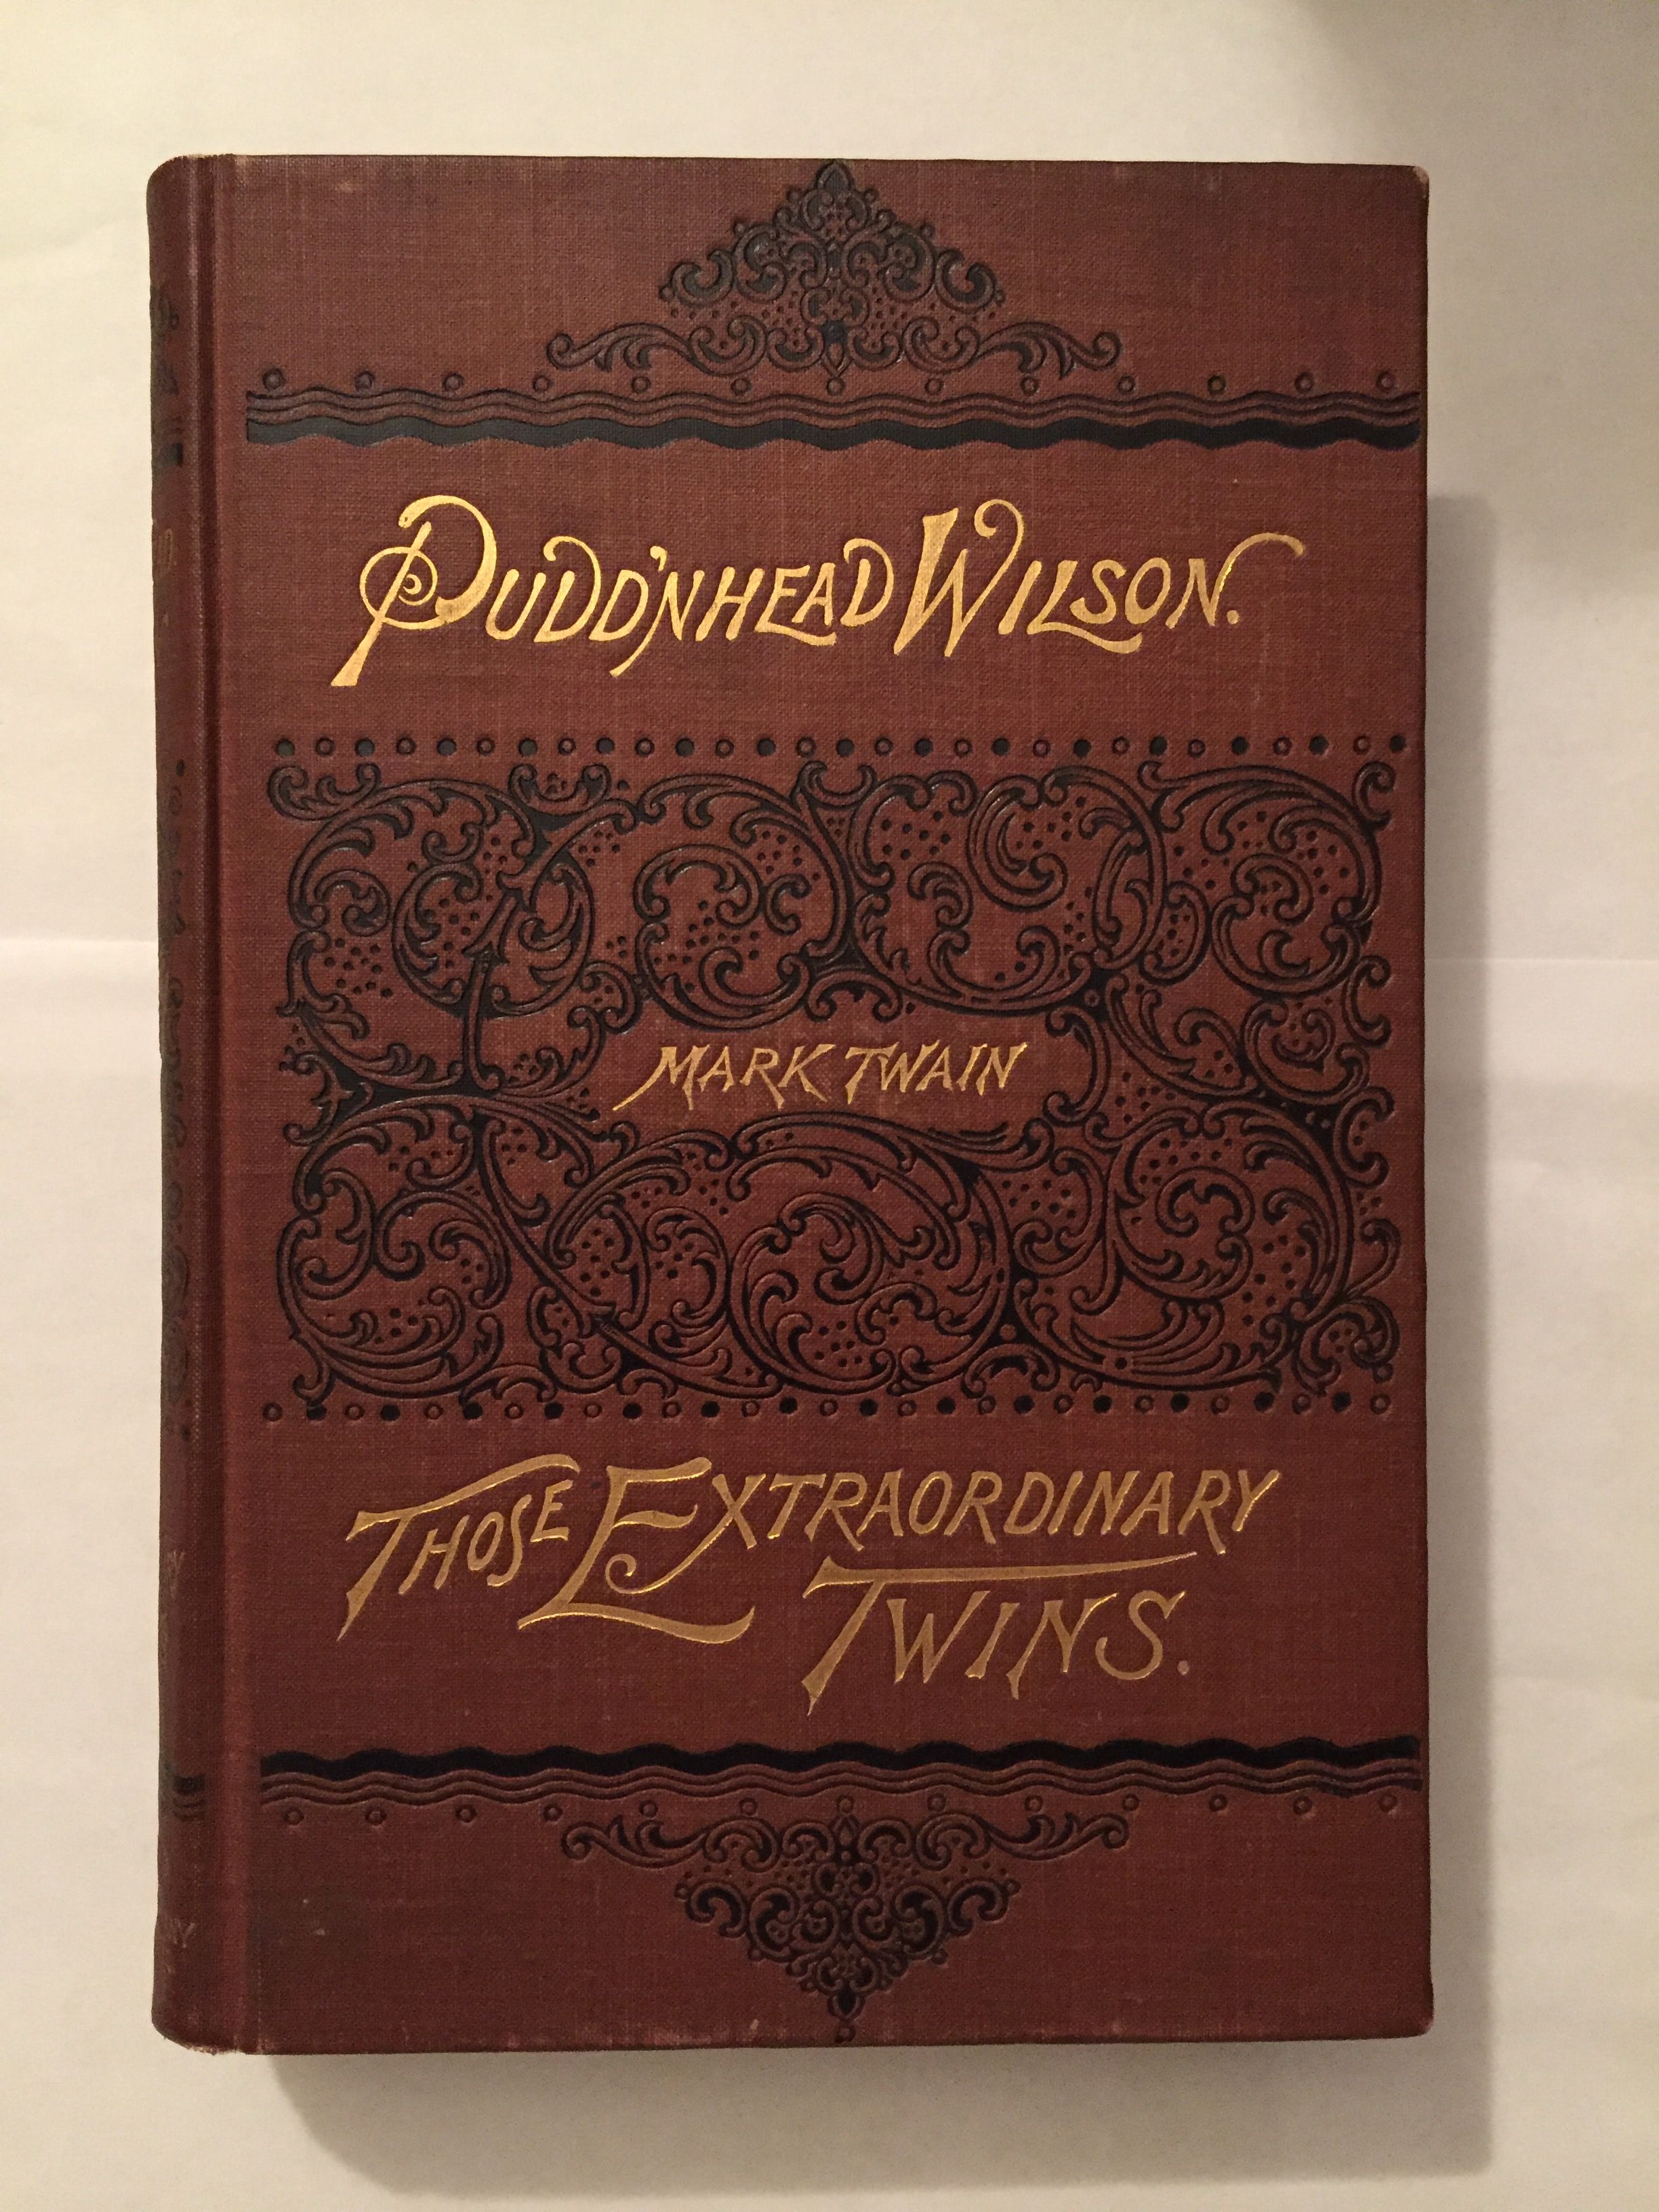 PUDD'NHEAD WILSON.
MARK TWAIN
THOSE EXTRAORDINARY
TWINS.